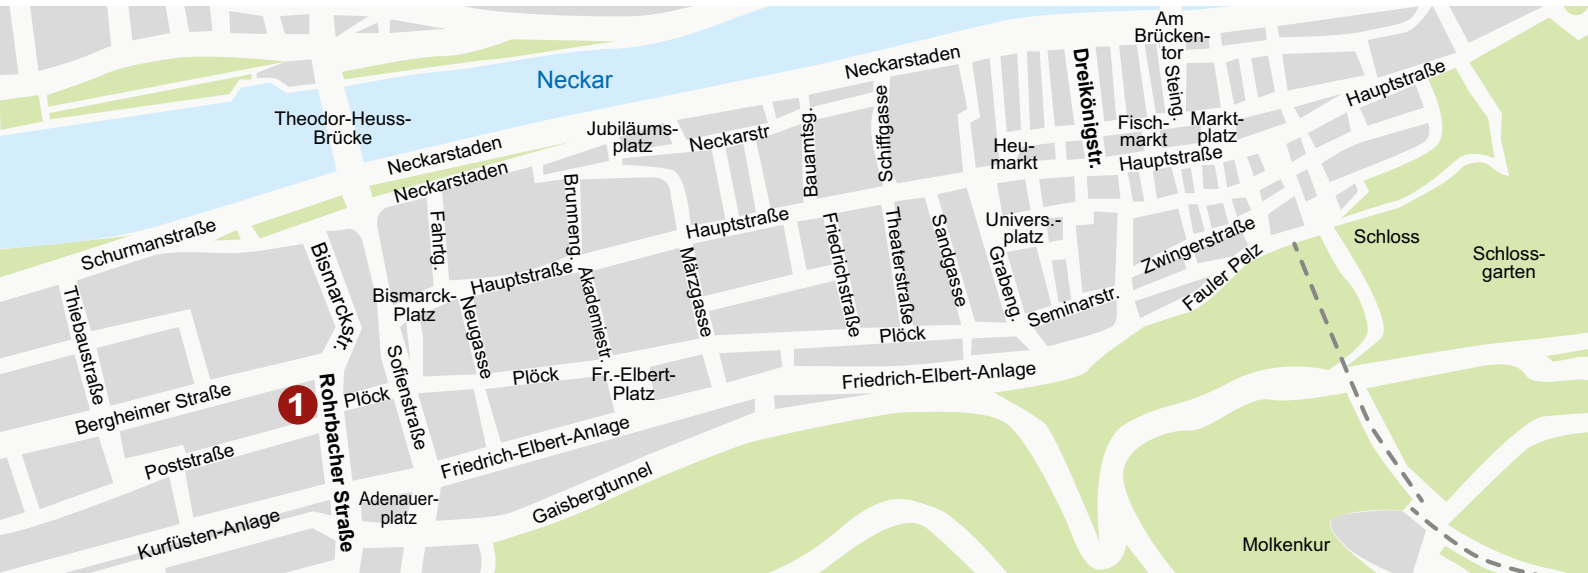 Am
Brücken-
tor
Steing.
Neckarstaden
Dreikönigstr.
Hauptstraße
Neckar
Schiffgasse
Theodor-Heuss-
Brücke
Jubiläums-
platz
Neckarstr
Bauamtsg.
Fisch-
markt
Markt-
platz
Heu-
markt
Hauptstraße
Neckarstaden
Neckarstaden
Brunneng.
Fahrtg.
Hauptstraße
Friedrichstraße
Theaterstraße
Sandgasse
Univers.-
platz
Grabeng.
Zwingerstraße
Fauler Pelz
Schloss
Schloss-
garten
Schurmanstraße
Bismarckstr.
Hauptstraße
Akademiestr.
Märzgasse
Seminarstr.
Thiebaustraße
Bismarck-
Platz
Neugasse
Sofienstraße
Plöck
Plöck
Fr.-Elbert-
Platz
Friedrich-Elbert-Anlage
Bergheimer Straße
1
Rohrbacher Straße
Plöck
Poststraße
Friedrich-Elbert-Anlage
Gaisbergtunnel
Adenauer-
platz
Kurfüsten-Anlage
Molkenkur